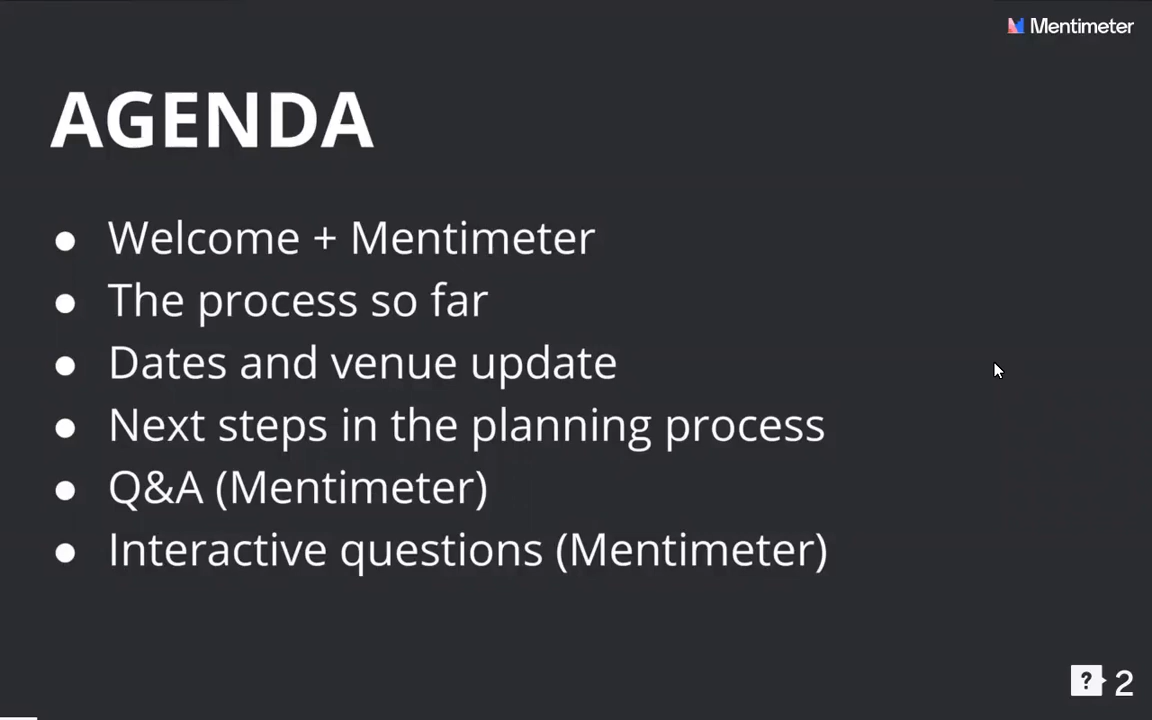 Mentimeter
AGENDA
● Welcome + Mentimeter
● The process so far
● Dates and venue update
● Next steps in the planning process
● Q&A (Mentimeter)
● Interactive questions (Mentimeter)
? 2